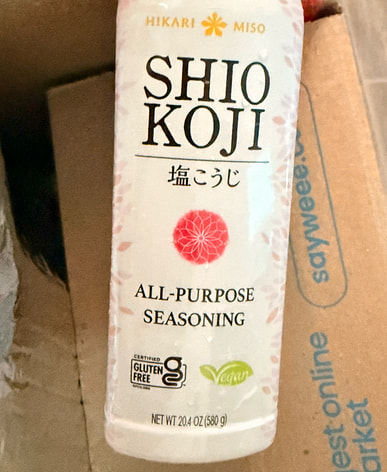 HIKARI MISO
SHIO
KOJI
塩こうじ
ALL-PURPOSE
SEASONING
CERTIFIED
GLUTEN
FREE
Vegan
NET WT 20.4 OZ (580 g)
sayweee.c
est online
arket